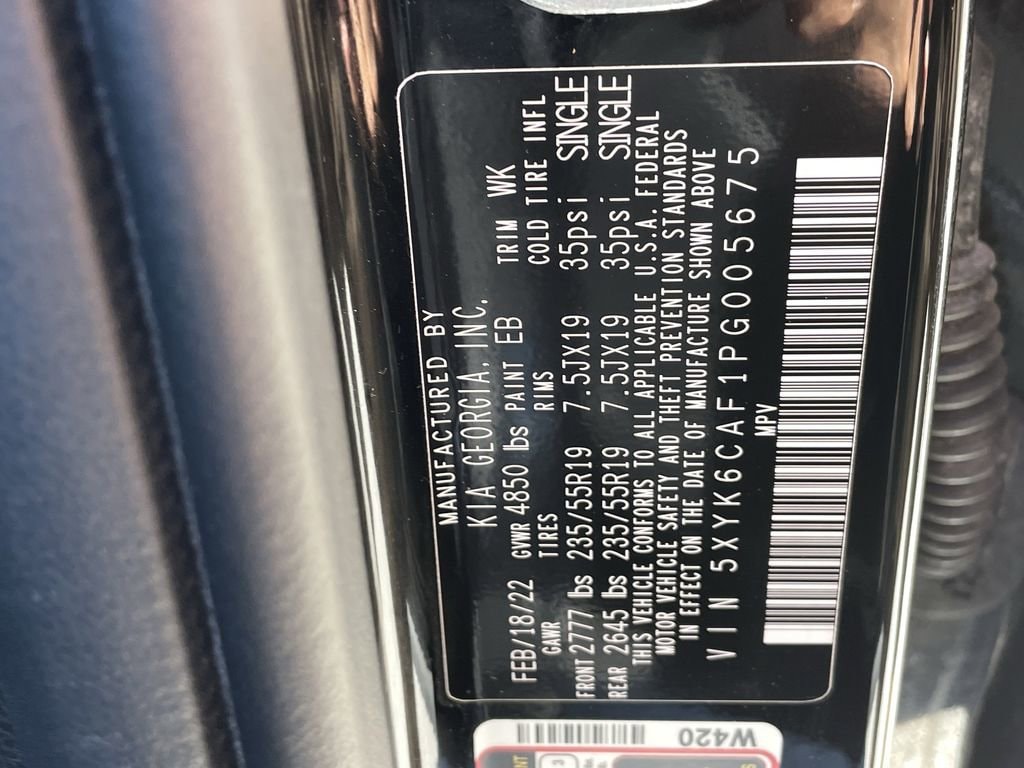 MANUFACTURED BY
KIA GEORGIA, INC.
FEB/18/22 GVWR 4850 lbs PAINT EB TRIM WK
GAWR TIRES RIMS COLD TIRE INFL
FRONT 2777 lbs 235/55R19 7.5JX19 35psi SINGLE
REAR 2645 lbs 235/55R19 7.5JX19 35psi SINGLE
THIS VEHICLE CONFORMS TO ALL APPLICABLE U.S.A. FEDERAL
MOTOR VEHICLE SAFETY AND THEFT PREVENTION STANDARDS
IN EFFECT ON THE DATE OF MANUFACTURE SHOWN ABOVE
VIN 5XYK6CAF1PG005675
MPV
W420